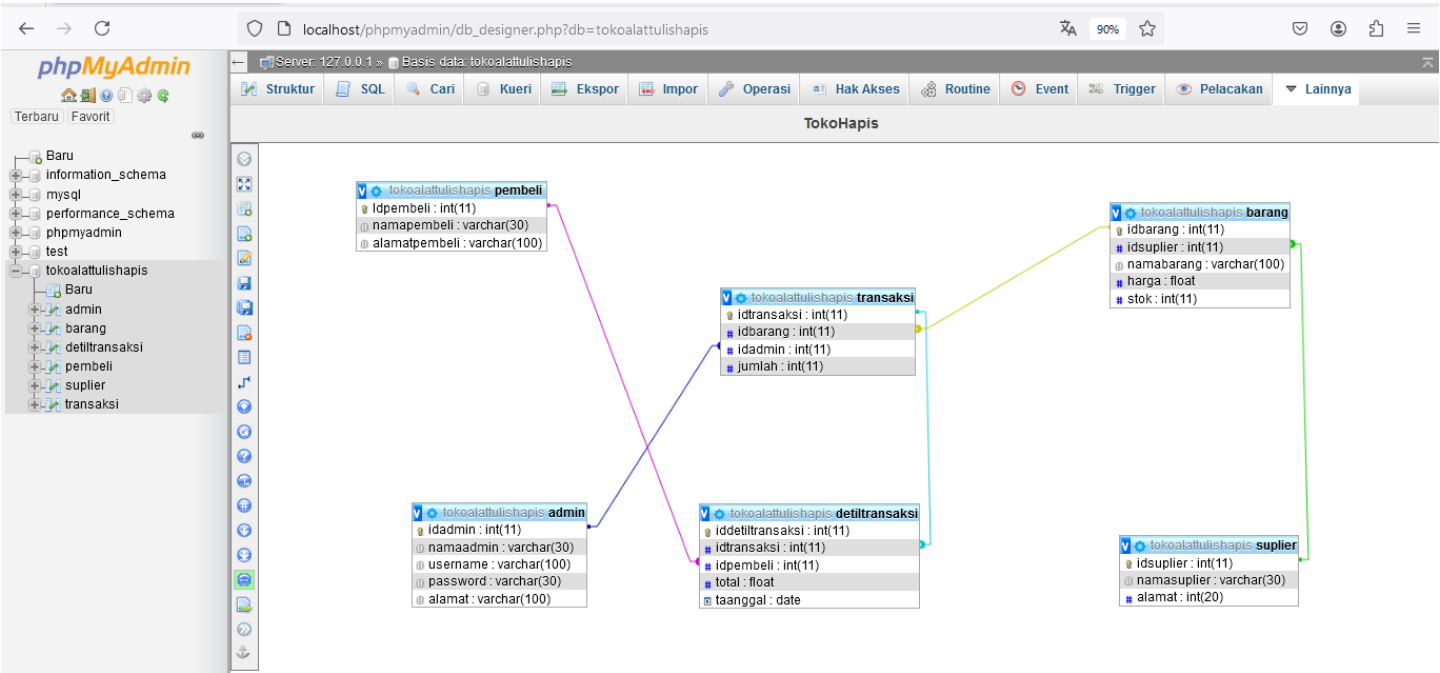 localhost/phpmyadmin/db_designer.php?db=tokoalattulishapis
90%
phpMyAdmin
Terbaru Favorit
Baru
information_schema
mysql
performance_schema
phpmyadmin
test
tokoalattulishapis
Baru
admin
barang
detiltransaksi
pembeli
suplier
transaksi
Server: 127.0.0.1 » Basis data: tokoalattulishapis
Struktur SQL Cari Kueri Ekspor Impor Operasi Hak Akses Routine Event Trigger Pelacakan Lainnya
TokoHapis
tokoalattulishapis pembeli
Idpembeli : int(11)
namapembeli : varchar(30)
alamatpembeli : varchar(100)
tokoalattulishapis barang
idbarang : int(11)
idsuplier : int(11)
namabarang : varchar(100)
harga : float
stok : int(11)
tokoalattulishapis transaksi
idtransaksi : int(11)
idbarang : int(11)
idadmin : int(11)
jumlah : int(11)
tokoalattulishapis admin
idadmin : int(11)
namaadmin : varchar(30)
username : varchar(100)
password : varchar(30)
alamat : varchar(100)
tokoalattulishapis detiltransaksi
iddetiltransaksi : int(11)
idtransaksi : int(11)
idpembeli : int(11)
total : float
taanggal : date
tokoalattulishapis suplier
idsuplier : int(11)
namasuplier : varchar(30)
alamat : int(20)